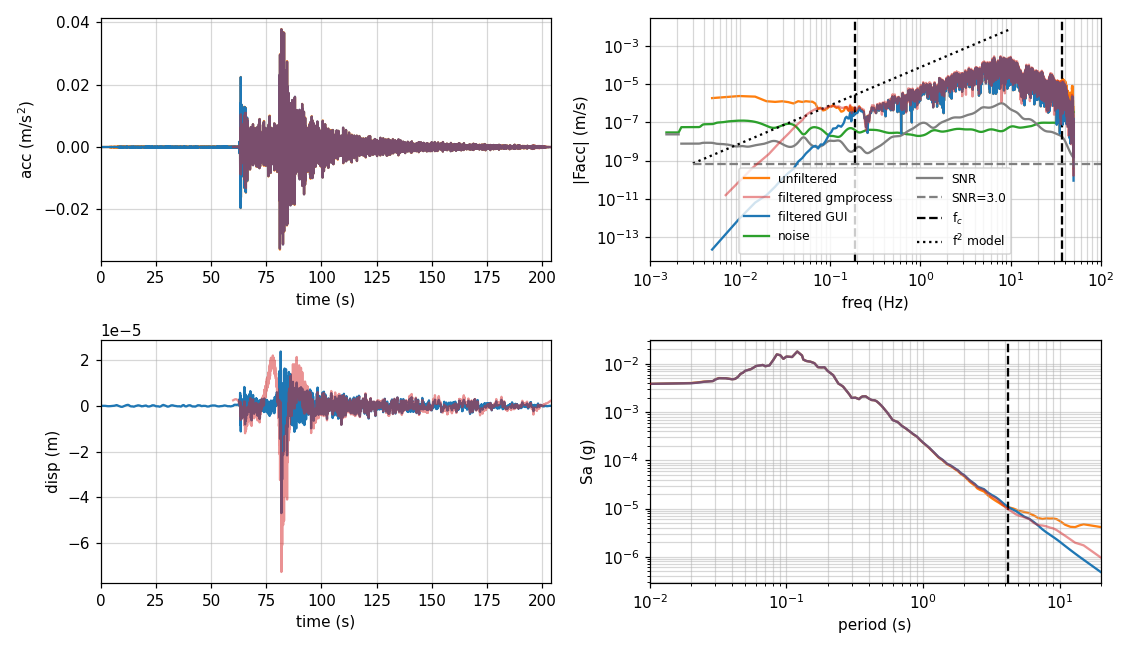 0.04
0.02
0.00
−0.02
acc (m/s²)
0 25 50 75 100 125 150 175 200
time (s)
10⁻³
10⁻⁵
10⁻⁷
10⁻⁹
10⁻¹¹
10⁻¹³
|Facc| (m/s)
unfiltered
filtered gmprocess
filtered GUI
noise
SNR
SNR=3.0
f_c
f² model
10⁻³ 10⁻² 10⁻¹ 10⁰ 10¹ 10²
freq (Hz)
1e−5
2
0
−2
−4
−6
disp (m)
0 25 50 75 100 125 150 175 200
time (s)
10⁻²
10⁻³
10⁻⁴
10⁻⁵
10⁻⁶
Sa (g)
10⁻² 10⁻¹ 10⁰ 10¹
period (s)